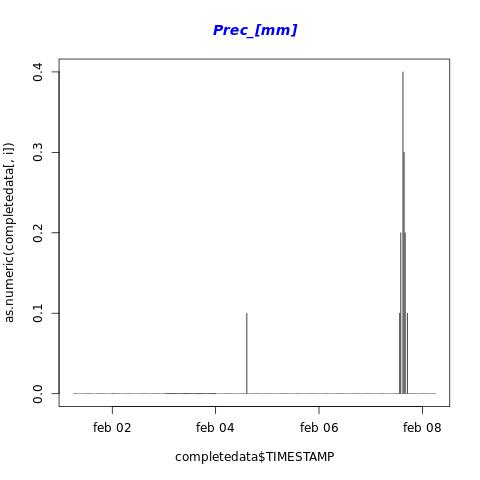 Prec_[mm]
as.numeric(completedata[, i])
0.4
0.3
0.2
0.1
0.0
feb 02
feb 04
feb 06
feb 08
completedata$TIMESTAMP